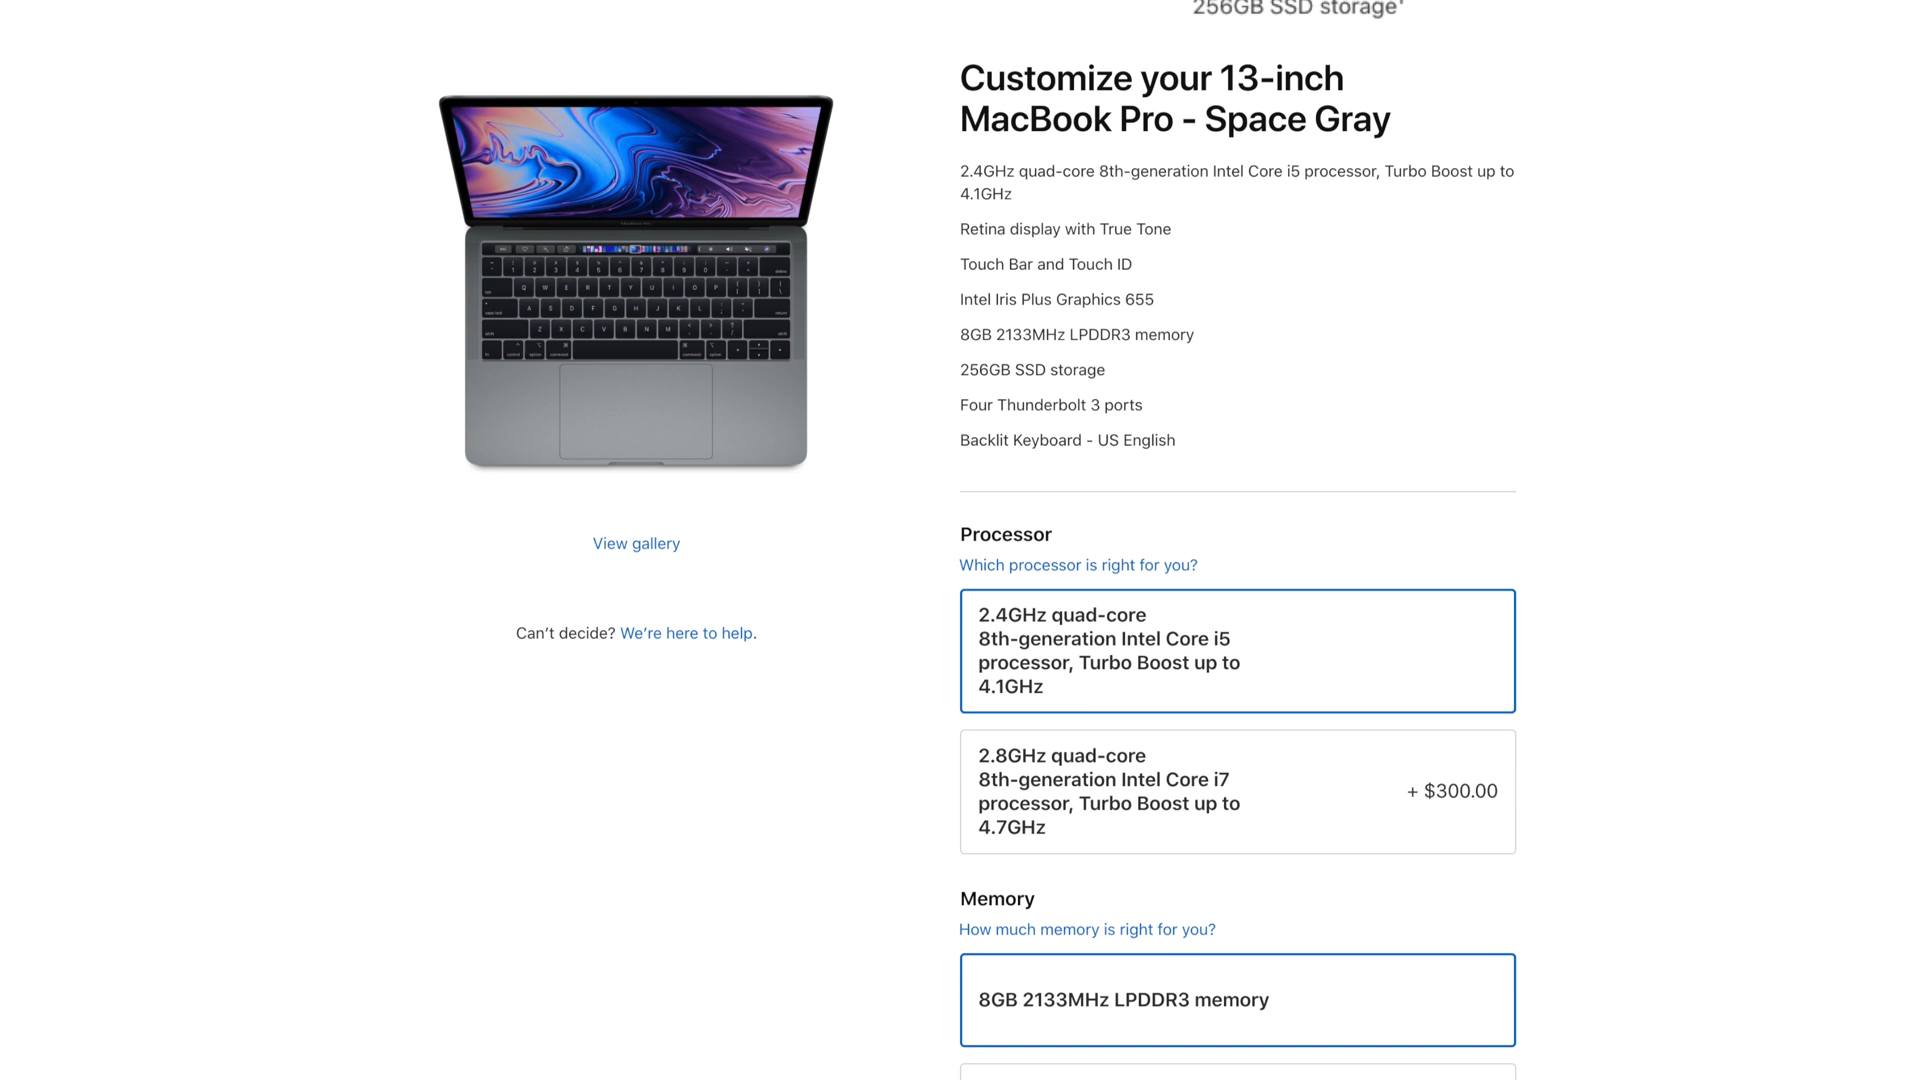 256GB SSD storage¹
Customize your 13-inch
MacBook Pro - Space Gray
2.4GHz quad-core 8th-generation Intel Core i5 processor, Turbo Boost up to
4.1GHz
Retina display with True Tone
Touch Bar and Touch ID
Intel Iris Plus Graphics 655
8GB 2133MHz LPDDR3 memory
256GB SSD storage
Four Thunderbolt 3 ports
Backlit Keyboard - US English
View gallery
Can’t decide? We’re here to help.
Processor
Which processor is right for you?
2.4GHz quad-core
8th-generation Intel Core i5
processor, Turbo Boost up to
4.1GHz
2.8GHz quad-core
8th-generation Intel Core i7
processor, Turbo Boost up to
4.7GHz
+ $300.00
Memory
How much memory is right for you?
8GB 2133MHz LPDDR3 memory